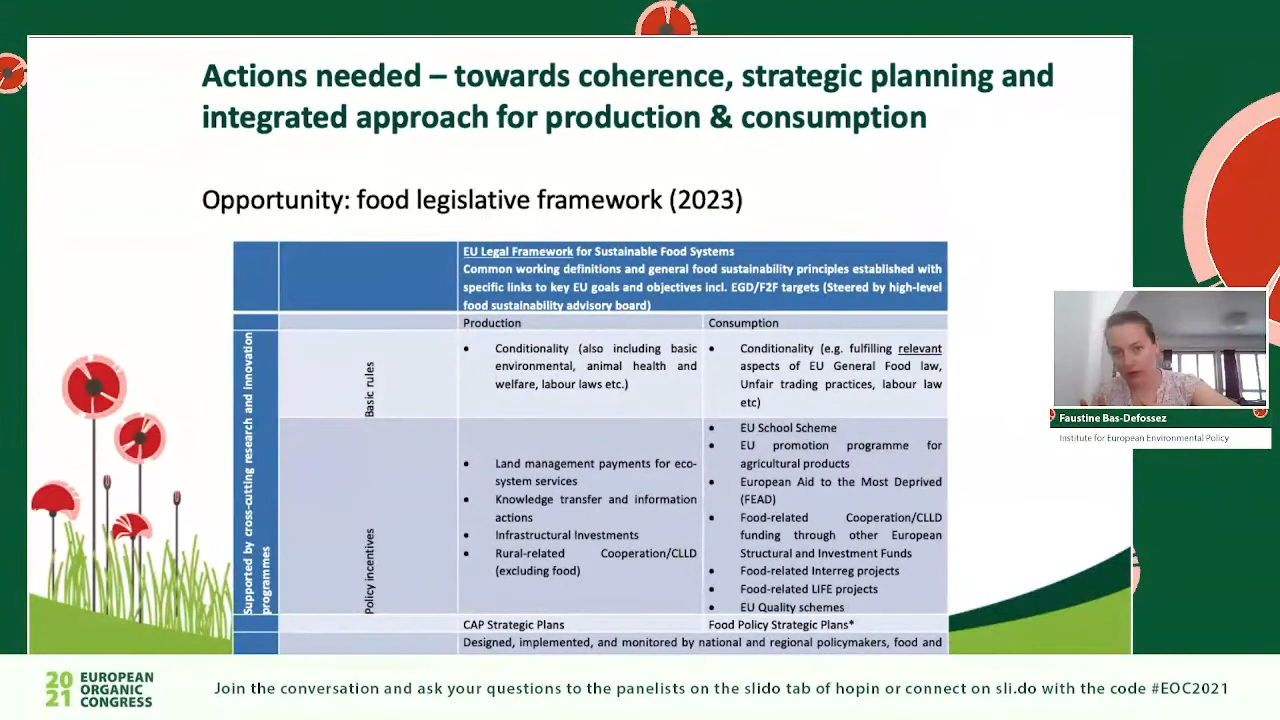 Actions needed – towards coherence, strategic planning and
integrated approach for production & consumption
Opportunity: food legislative framework (2023)
EU Legal Framework for Sustainable Food Systems
Common working definitions and general food sustainability principles established with
specific links to key EU goals and objectives incl. EGD/F2F targets (Steered by high-level
food sustainability advisory board)
Supported by cross-cutting research and innovation
programmes
Production
Consumption
Basic rules
• Conditionality (also including basic
environmental, animal health and
welfare, labour laws etc.)
• Conditionality (e.g. fulfilling relevant
aspects of EU General Food law,
Unfair trading practices, labour law
etc)
Policy incentives
• Land management payments for eco-
system services
• Knowledge transfer and information
actions
• Infrastructural Investments
• Rural-related Cooperation/CLLD
(excluding food)
• EU School Scheme
• EU promotion programme for
agricultural products
• European Aid to the Most Deprived
(FEAD)
• Food-related Cooperation/CLLD
funding through other European
Structural and Investment Funds
• Food-related Interreg projects
• Food-related LIFE projects
• EU Quality schemes
CAP Strategic Plans
Food Policy Strategic Plans*
Designed, implemented, and monitored by national and regional policymakers, food and
Faustine Bas-Defossez
Institute for European Environmental Policy
20
21
EUROPEAN
ORGANIC
CONGRESS
Join the conversation and ask your questions to the panelists on the slido tab of hopin or connect on sli.do with the code #EOC2021